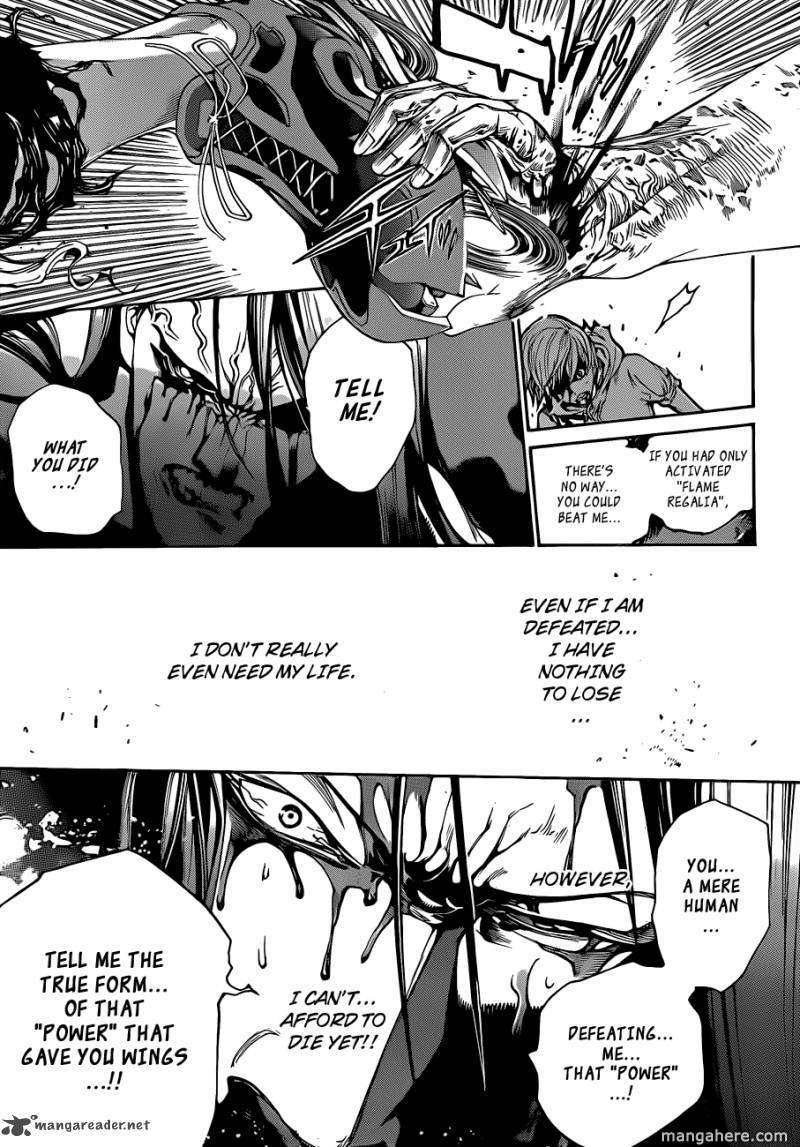 IF YOU HAD ONLY
ACTIVATED
"FLAME
REGALIA",
THERE'S
NO WAY...
YOU COULD
BEAT ME...
TELL
ME!
WHAT
YOU DID
...!
EVEN IF I AM
DEFEATED...
I HAVE
NOTHING
TO LOSE
...
I DON'T REALLY
EVEN NEED MY LIFE.
YOU...
A MERE
HUMAN
...
HOWEVER,
DEFEATING...
ME...
THAT "POWER"
...!
I CAN'T...
AFFORD TO
DIE YET!!
TELL ME THE
TRUE FORM...
OF THAT
"POWER" THAT
GAVE YOU WINGS
...!!
mangareader.net
mangahere.com